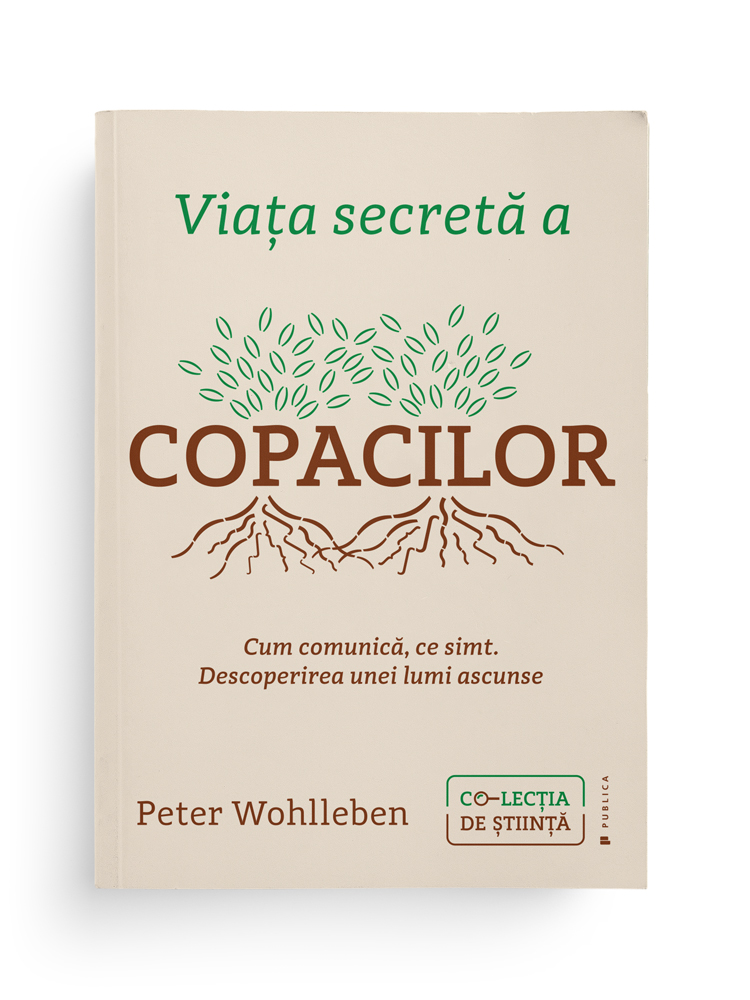 Viața secretă a
COPACILOR
Cum comunică, ce simt.
Descoperirea unei lumi ascunse
Peter Wohlleben
CO-LECȚIA
DE ȘTIINȚĂ
PUBLICA